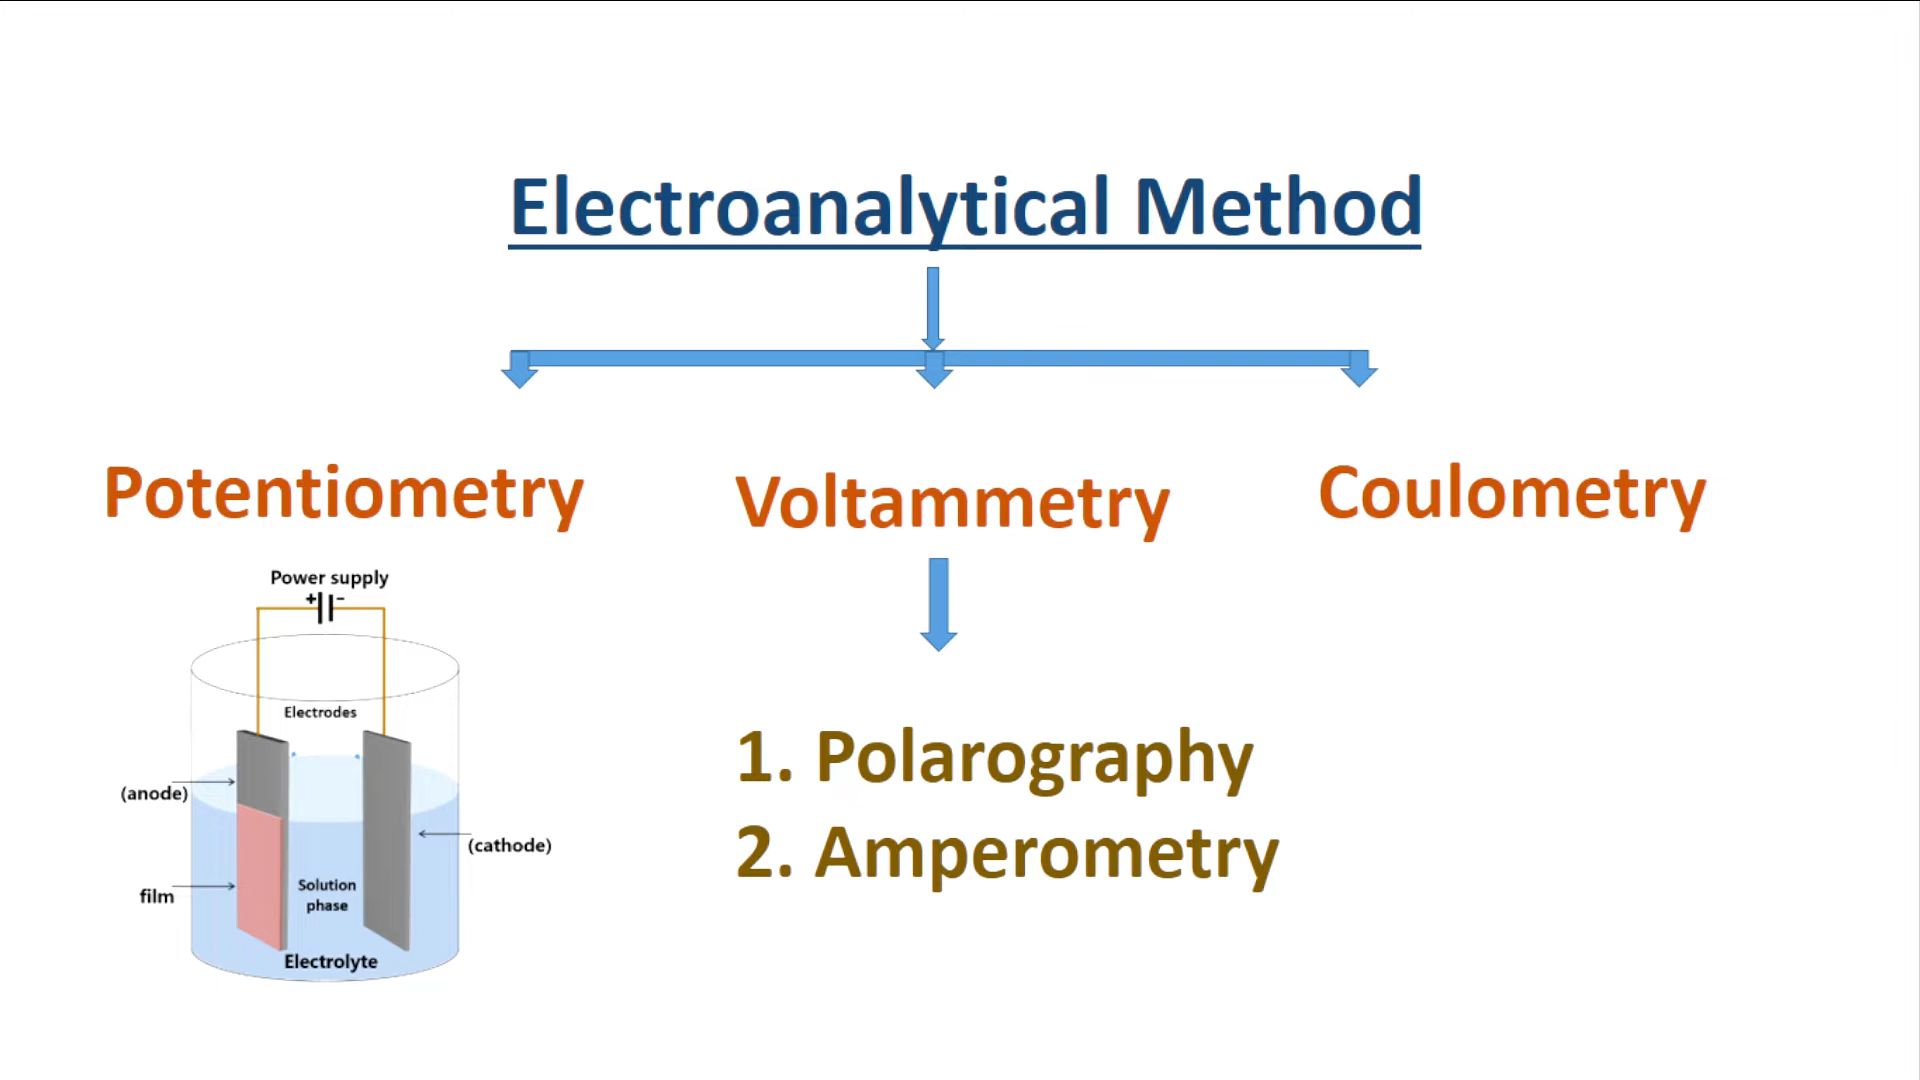 Electroanalytical Method
Potentiometry
Voltammetry
Coulometry
Power supply
+ −
Electrodes
(anode)
(cathode)
film
Solution
phase
Electrolyte
1. Polarography
2. Amperometry